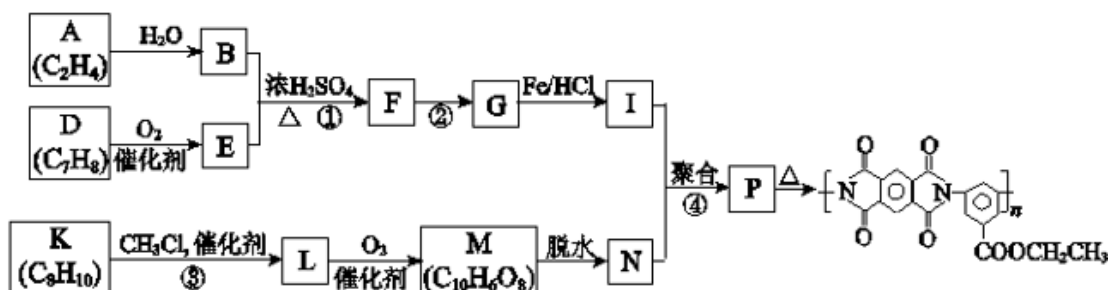 A
(C₂H₄)
H₂O
B
D
(C₇H₈)
O₂
催化剂
E
浓H₂SO₄
△ ①
F
②
G
Fe/HCl
I
K
(C₈H₁₀)
CH₃Cl, 催化剂
③
L
O₂
催化剂
M
(C₁₀H₆O₈)
脱水
N
聚合
④
P
△
O O
N N
O O
n
COOCH₂CH₃